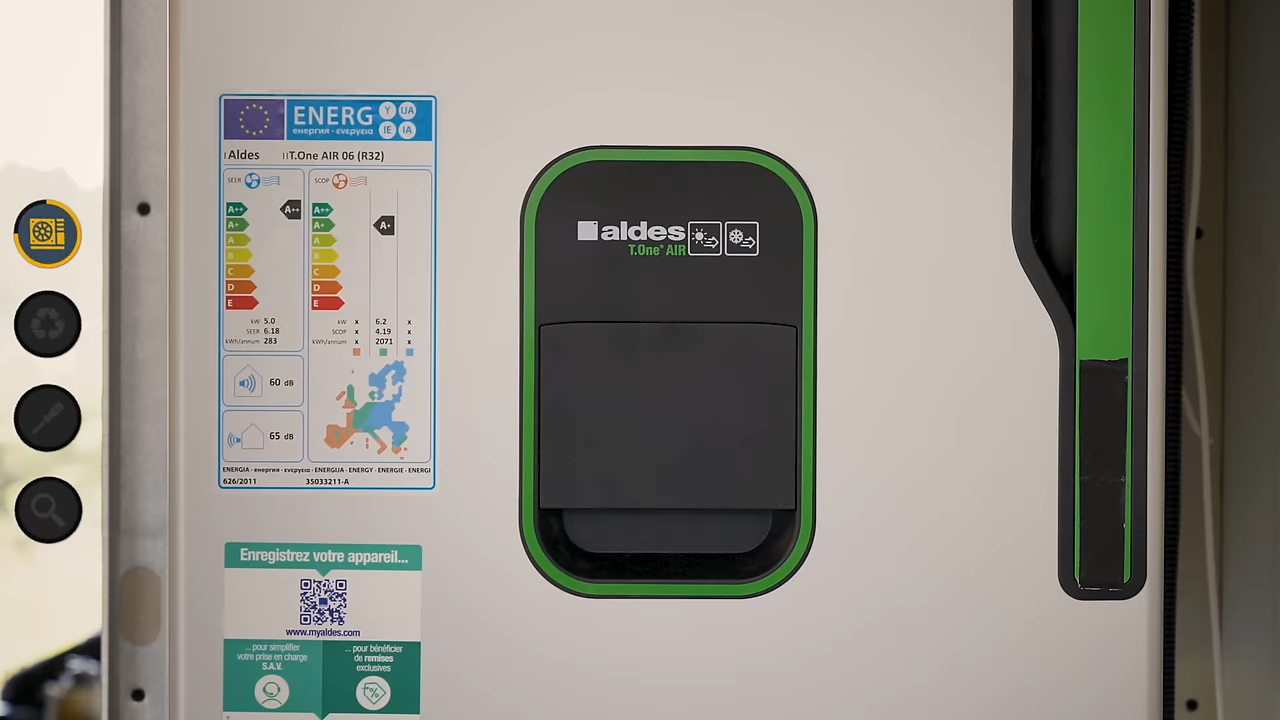 ENERG Y IJA
енергия · ενεργεια IE IA
Aldes
T.One AIR 06 (R32)
SEER
SCOP
A++
A+
A
B
C
D
E
A++
A++
A+
A
B
C
D
E
A+
kW 5.0
SEER 6.18
kWh/annum 283
kW x 6.2 x
SCOP x 4.19 x
kWh/annum x 2071 x
60 dB
65 dB
ENERGIA · енергия · ενεργεια · ENERGIJA · ENERGY · ENERGIE · ENERGI
626/2011
35033211-A
Enregistrez votre appareil...
www.myaldes.com
... pour simplifier
votre prise en charge
S.A.V.
... pour bénéficier
de remises
exclusives
%
aldes
T.One® AIR